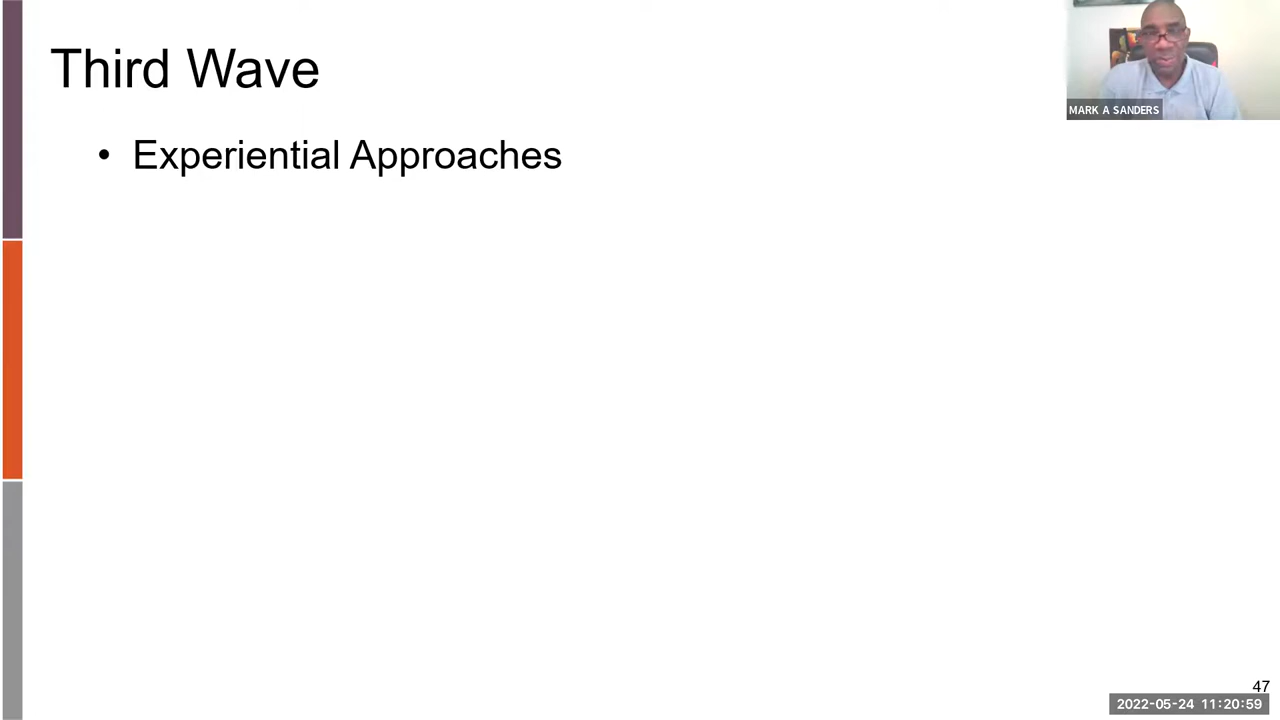 Third Wave
MARK A SANDERS
• Experiential Approaches
47
2022-05-24 11:20:59